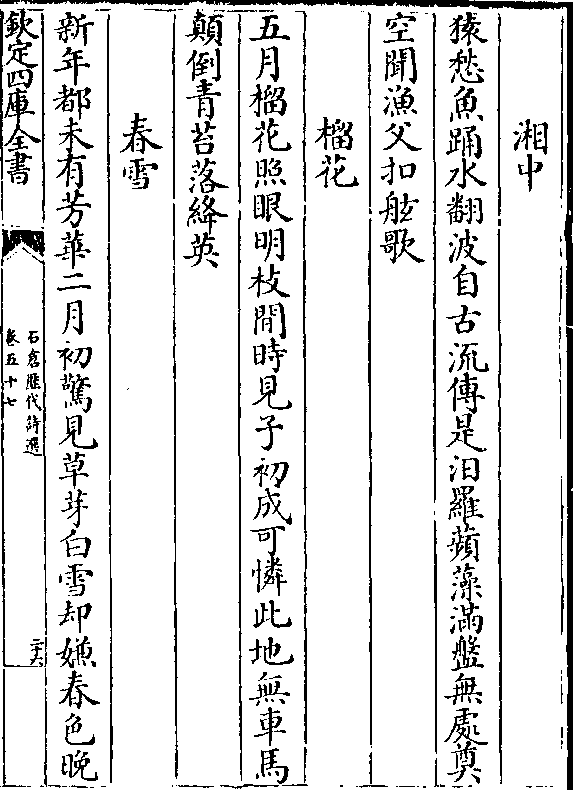 湘中
猿愁魚踊水翻波自古流傳是汨羅蘋藻滿盤無處奠
空聞漁父扣舷歌
榴花
五月榴花照眼明枝間時見子初成可憐此地無車馬
顛倒青苔落絳英
春雪
新年都未有芳華二月初驚見草芽白雪却嫌春色晚
欽定四庫全書
石倉歷代詩選
卷五十七
二十六